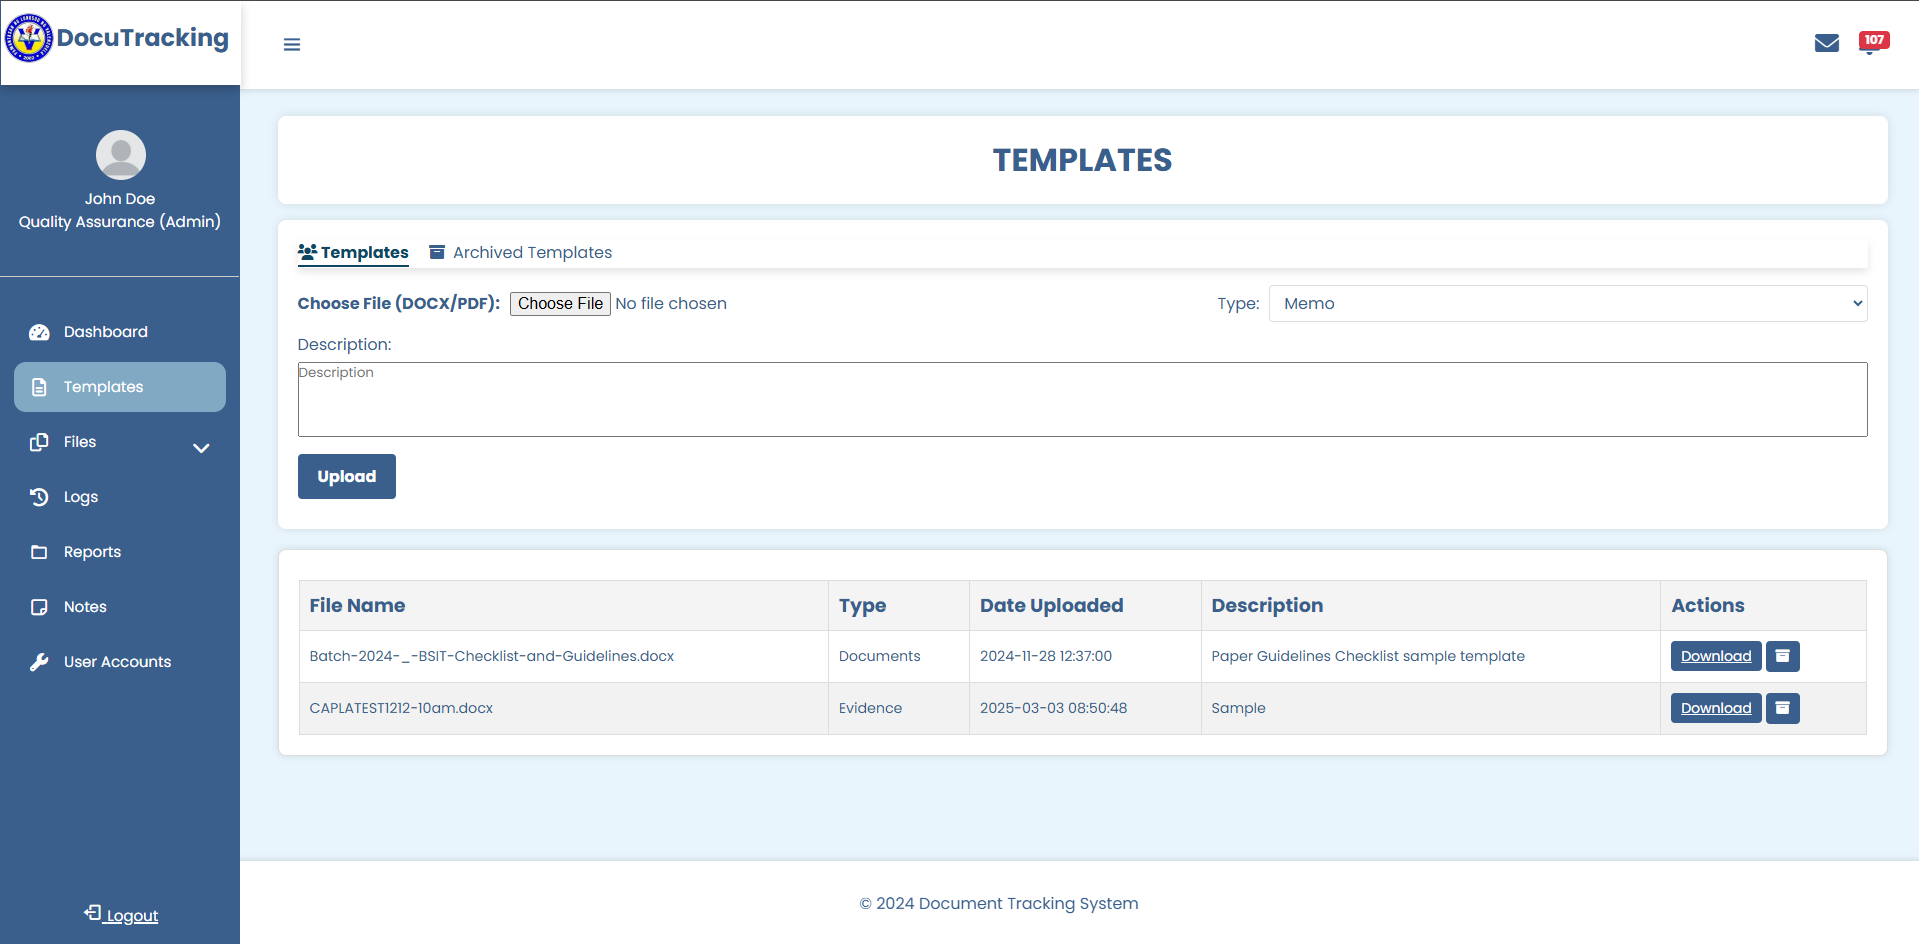 DocuTracking
107
John Doe
Quality Assurance (Admin)
Dashboard
Templates
Files
Logs
Reports
Notes
User Accounts
Logout
TEMPLATES
Templates
Archived Templates
Choose File (DOCX/PDF): Choose File No file chosen
Type: Memo
Description:
Description
Upload
File Name Type Date Uploaded Description Actions
Batch-2024-_-BSIT-Checklist-and-Guidelines.docx Documents 2024-11-28 12:37:00 Paper Guidelines Checklist sample template Download
CAPLATEST1212-10am.docx Evidence 2025-03-03 08:50:48 Sample Download
© 2024 Document Tracking System